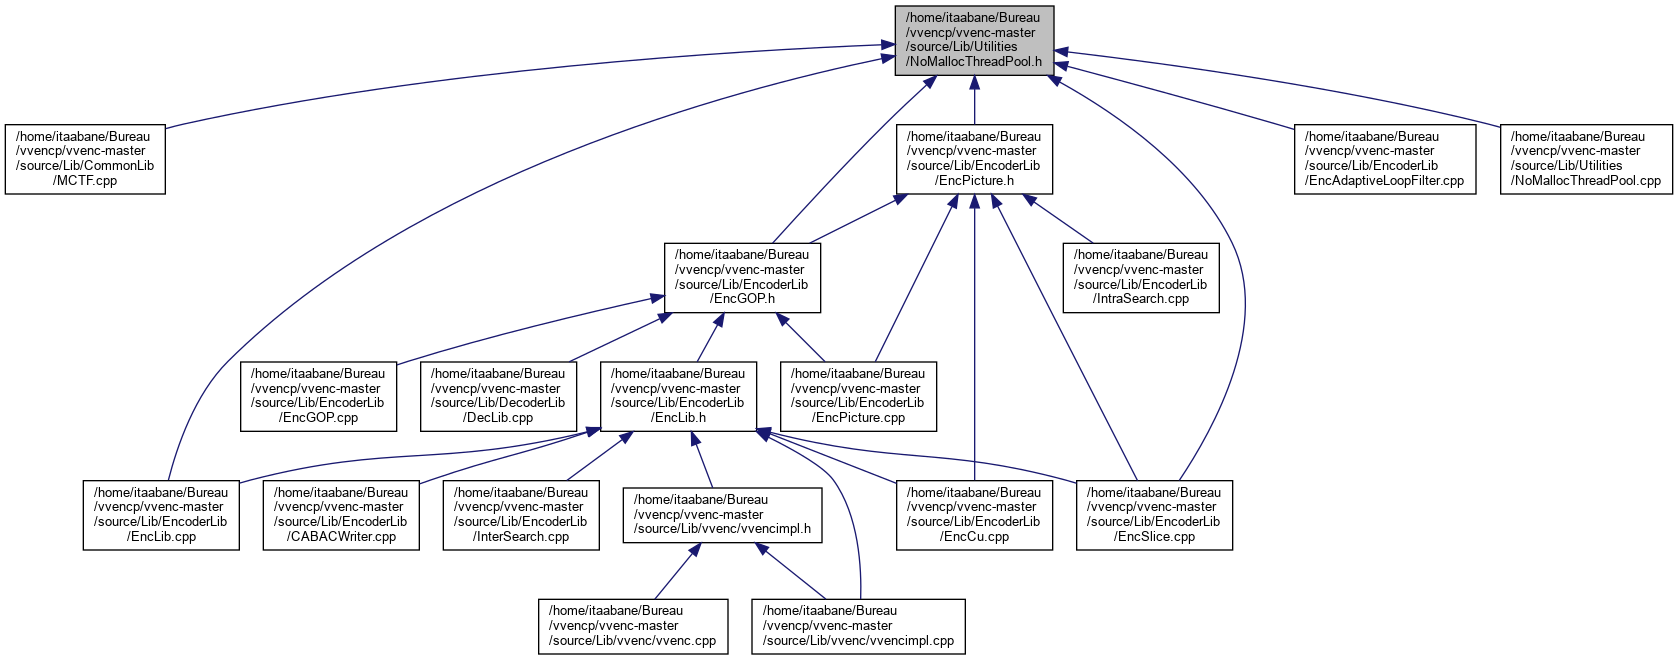 /home/itaabane/Bureau
/vvencp/vvenc-master
/source/Lib/Utilities
/NoMallocThreadPool.h
/home/itaabane/Bureau
/vvencp/vvenc-master
/source/Lib/CommonLib
/MCTF.cpp
/home/itaabane/Bureau
/vvencp/vvenc-master
/source/Lib/EncoderLib
/EncPicture.h
/home/itaabane/Bureau
/vvencp/vvenc-master
/source/Lib/EncoderLib
/EncAdaptiveLoopFilter.cpp
/home/itaabane/Bureau
/vvencp/vvenc-master
/source/Lib/Utilities
/NoMallocThreadPool.cpp
/home/itaabane/Bureau
/vvencp/vvenc-master
/source/Lib/EncoderLib
/EncGOP.h
/home/itaabane/Bureau
/vvencp/vvenc-master
/source/Lib/EncoderLib
/IntraSearch.cpp
/home/itaabane/Bureau
/vvencp/vvenc-master
/source/Lib/EncoderLib
/EncGOP.cpp
/home/itaabane/Bureau
/vvencp/vvenc-master
/source/Lib/DecoderLib
/DecLib.cpp
/home/itaabane/Bureau
/vvencp/vvenc-master
/source/Lib/EncoderLib
/EncLib.h
/home/itaabane/Bureau
/vvencp/vvenc-master
/source/Lib/EncoderLib
/EncPicture.cpp
/home/itaabane/Bureau
/vvencp/vvenc-master
/source/Lib/EncoderLib
/EncLib.cpp
/home/itaabane/Bureau
/vvencp/vvenc-master
/source/Lib/EncoderLib
/CABACWriter.cpp
/home/itaabane/Bureau
/vvencp/vvenc-master
/source/Lib/EncoderLib
/InterSearch.cpp
/home/itaabane/Bureau
/vvencp/vvenc-master
/source/Lib/vvenc/vvencimpl.h
/home/itaabane/Bureau
/vvencp/vvenc-master
/source/Lib/EncoderLib
/EncCu.cpp
/home/itaabane/Bureau
/vvencp/vvenc-master
/source/Lib/EncoderLib
/EncSlice.cpp
/home/itaabane/Bureau
/vvencp/vvenc-master
/source/Lib/vvenc/vvenc.cpp
/home/itaabane/Bureau
/vvencp/vvenc-master
/source/Lib/vvenc/vvencimpl.cpp